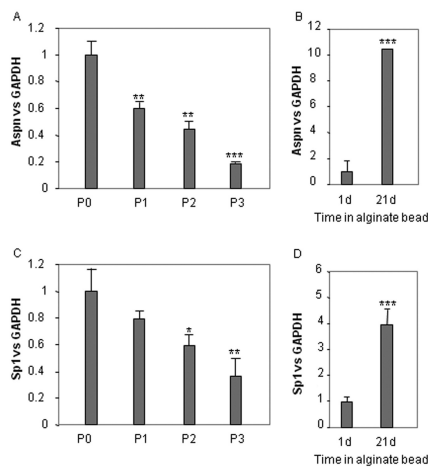 A
Aspn vs GAPDH
1.2
1
0.8
0.6
0.4
0.2
0
**
**
***
P0 P1 P2 P3
B
Aspn vs GAPDH
12
10
8
6
4
2
0
***
1d 21d
Time in alginate bead
C
Sp1 vs GAPDH
1.2
1
0.8
0.6
0.4
0.2
0
*
**
P0 P1 P2 P3
D
Sp1 vs GAPDH
6
5
4
3
2
1
0
***
1d 21d
Time in alginate bead